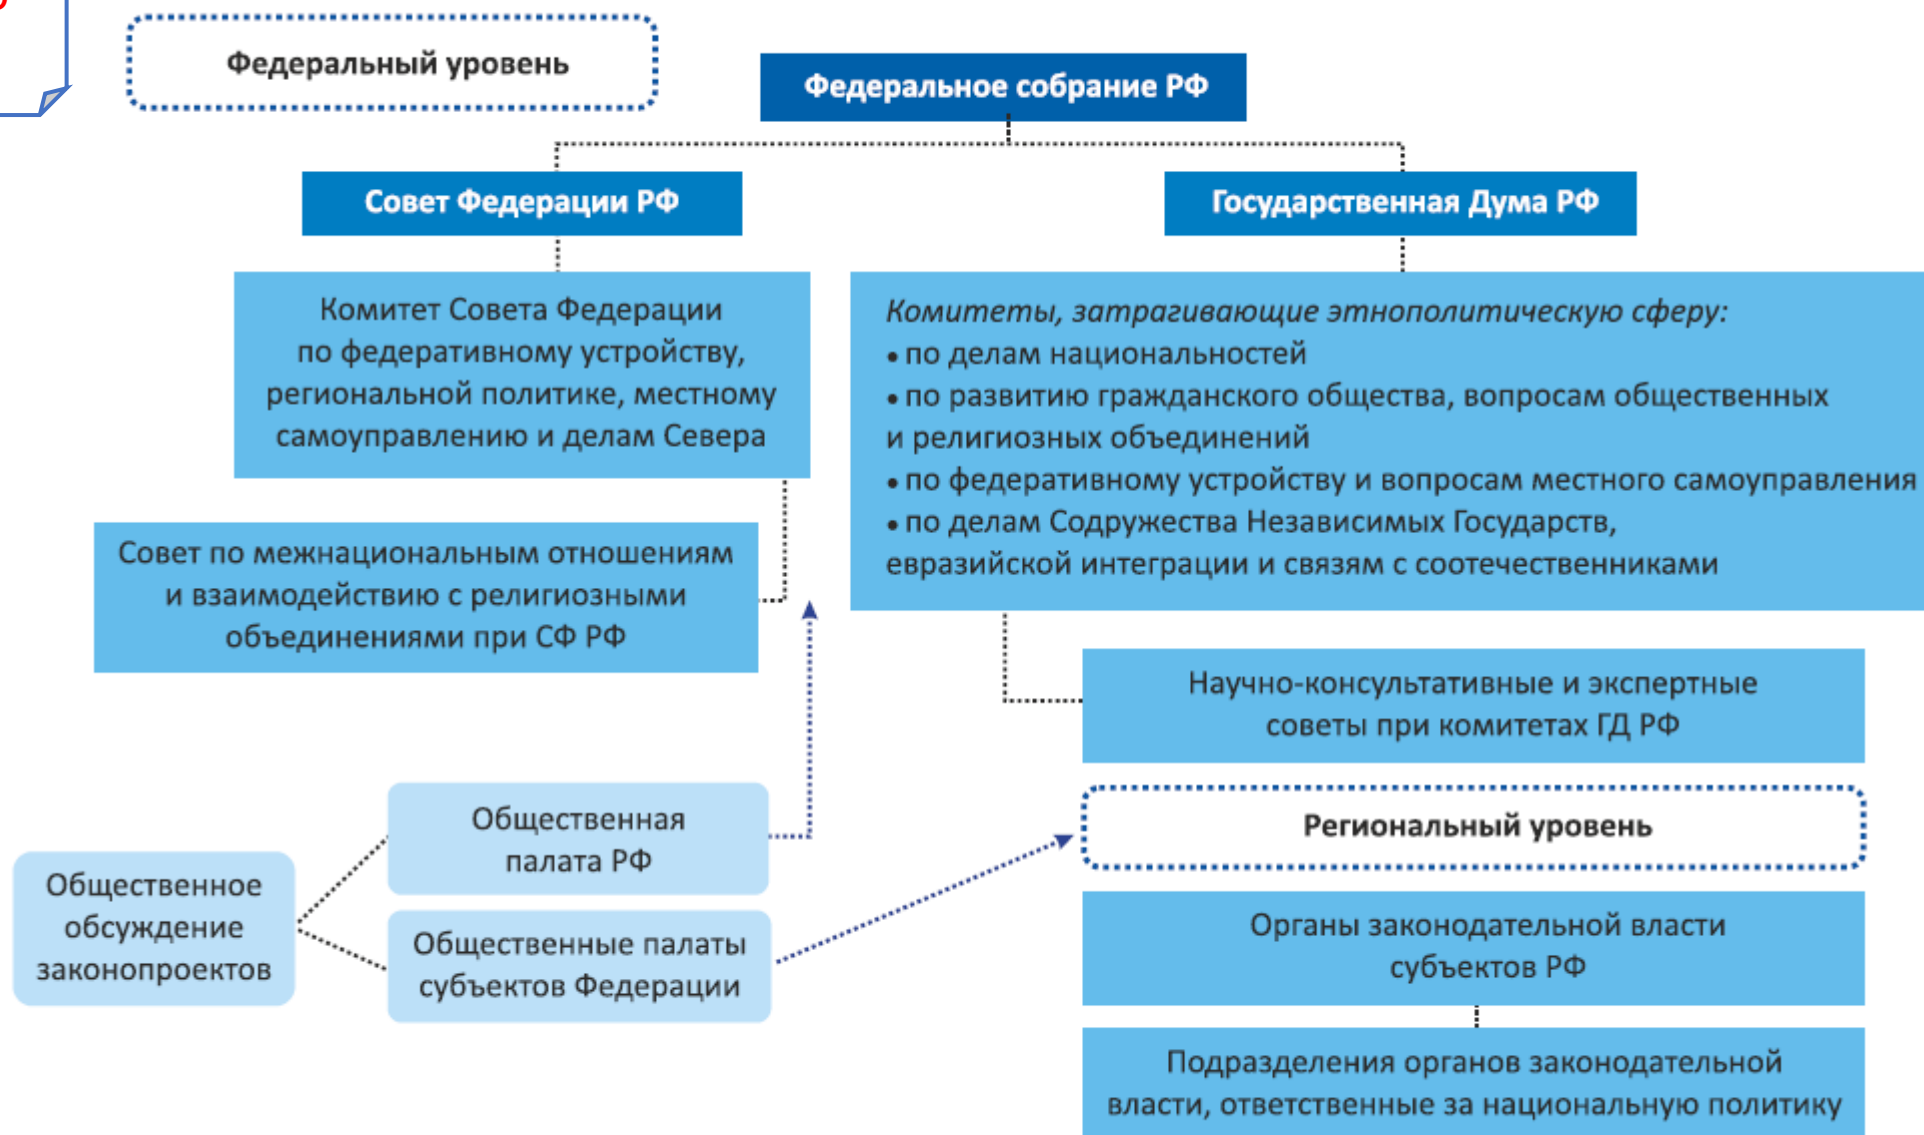 Федеральный уровень
Федеральное собрание РФ
Совет Федерации РФ
Государственная Дума РФ
Комитет Совета Федерации
по федеративному устройству,
региональной политике, местному
самоуправлению и делам Севера
Комитеты, затрагивающие этнополитическую сферу:
• по делам национальностей
• по развитию гражданского общества, вопросам общественных
и религиозных объединений
• по федеративному устройству и вопросам местного самоуправления
• по делам Содружества Независимых Государств,
евразийской интеграции и связям с соотечественниками
Совет по межнациональным отношениям
и взаимодействию с религиозными
объединениями при СФ РФ
Научно-консультативные и экспертные
советы при комитетах ГД РФ
Общественное
обсуждение
законопроектов
Общественная
палата РФ
Общественные палаты
субъектов Федерации
Региональный уровень
Органы законодательной власти
субъектов РФ
Подразделения органов законодательной
власти, ответственные за национальную политику